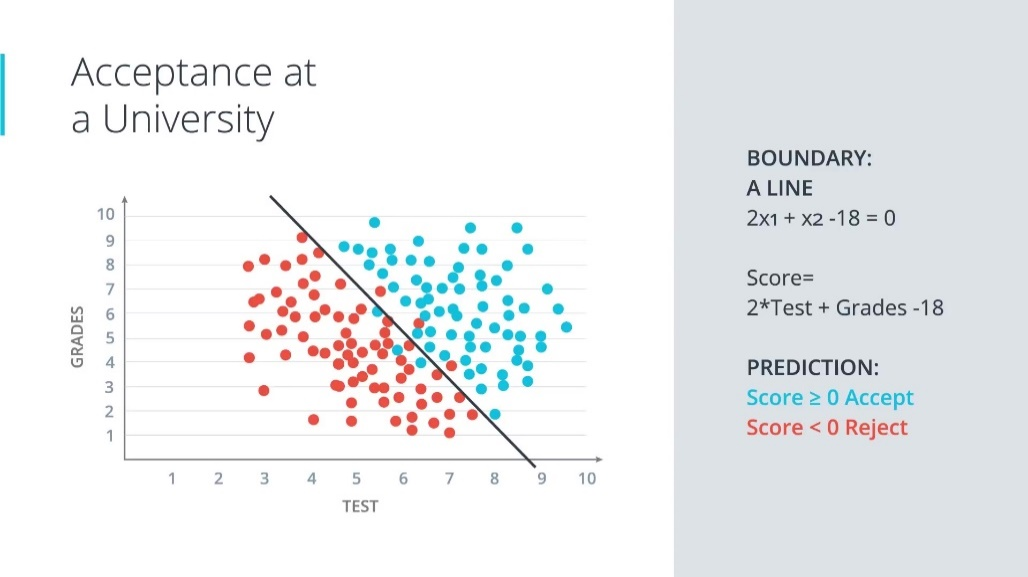 Acceptance at
a University
10
9
8
7
6
5
4
3
2
1
GRADES
1 2 3 4 5 6 7 8 9 10
TEST
BOUNDARY:
A LINE
2x1 + x2 -18 = 0
Score=
2*Test + Grades -18
PREDICTION:
Score ≥ 0 Accept
Score < 0 Reject